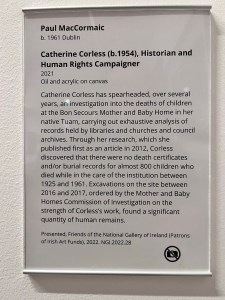 Paul MacCormaic
b. 1961 Dublin
Catherine Corless (b.1954), Historian and
Human Rights Campaigner
2021
Oil and acrylic on canvas
Catherine Corless has spearheaded, over several
years, an investigation into the deaths of children
at the Bon Secours Mother and Baby Home in her
native Tuam, carrying out exhaustive analysis of
records held by libraries and churches and council
archives. Through her research, which she
published first as an article in 2012, Corless
discovered that there were no death certificates
and/or burial records for almost 800 children who
died while in the care of the institution between
1925 and 1961. Excavations on the site between
2016 and 2017, ordered by the Mother and Baby
Homes Commission of Investigation on the
strength of Corless's work, found a significant
quantity of human remains.
Presented, Friends of the National Gallery of Ireland (Patrons
of Irish Art Funds), 2022. NGI.2022.28